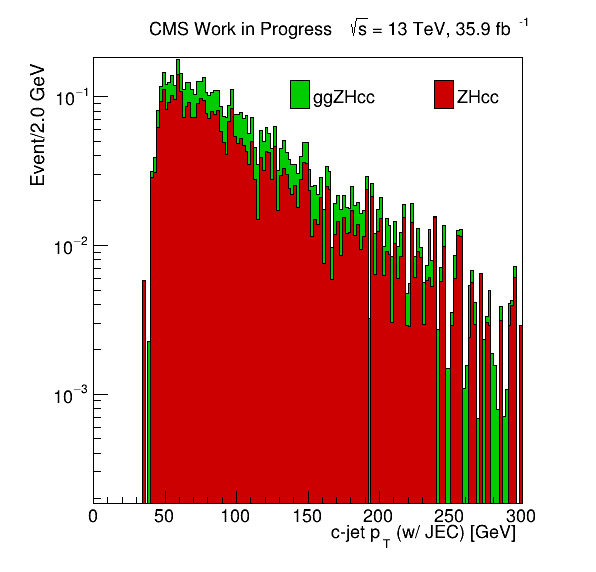 CMS Work in Progress √s = 13 TeV, 35.9 fb -1
Event/2.0 GeV
ggZHcc ZHcc
10−1
10−2
10−3
0 50 100 150 200 250 300
c-jet pT (w/ JEC) [GeV]